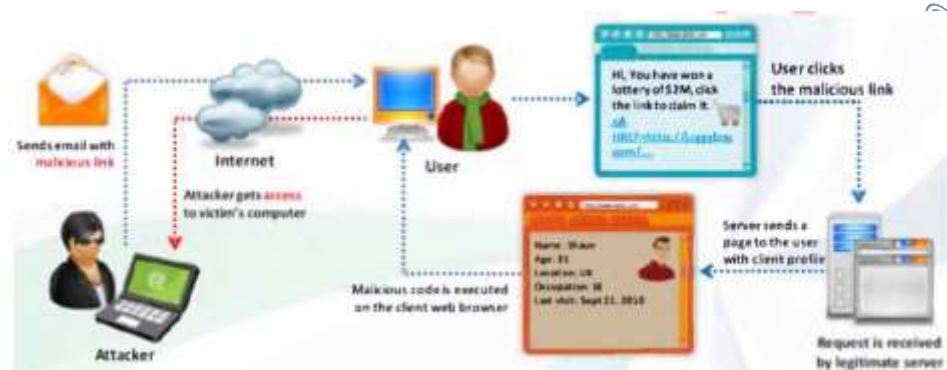 Sends email with
malicious link
Internet
Attacker gets access
to victim's computer
Attacker
User
Hi, You have won a
lottery of $2M, click
the link to claim it.
<A
User clicks
the malicious link
Server sends a
page to the user
with client profile
Request is received
by legitimate server
Name: Shaun
Age: 31
Location: UK
Occupation: SE
Last visit: Sept 21, 2010
Malicious code is executed
on the client web browser